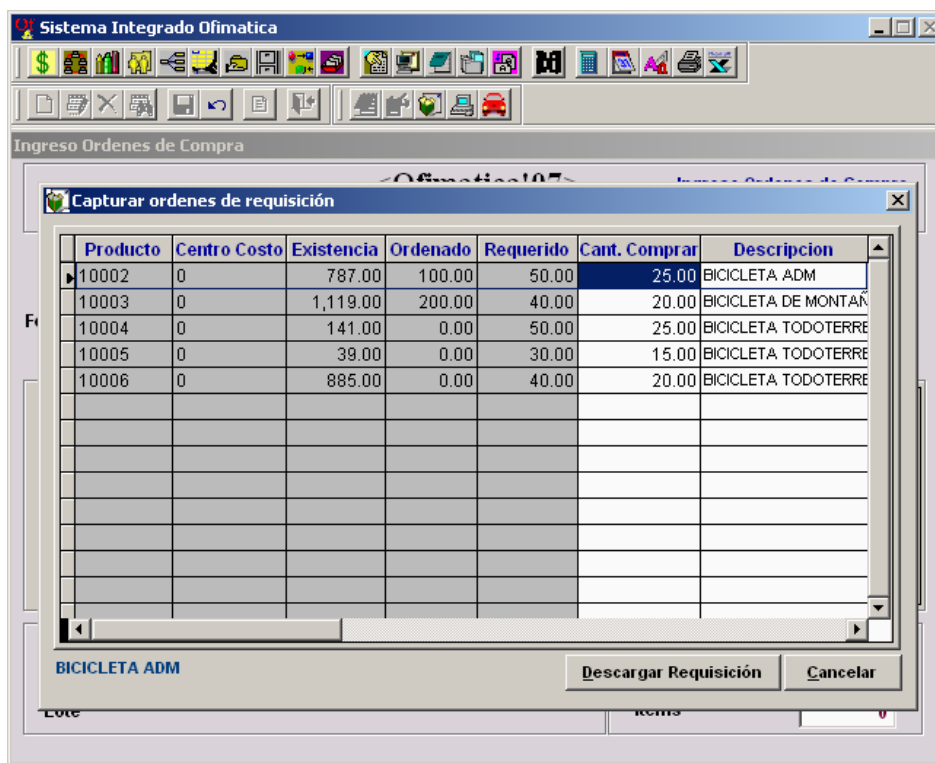 Sistema Integrado Ofimatica
Ingreso Ordenes de Compra
Capturar ordenes de requisición
Producto Centro Costo Existencia Ordenado Requerido Cant. Comprar Descripcion
10002 0 787.00 100.00 50.00 25.00 BICICLETA ADM
10003 0 1,119.00 200.00 40.00 20.00 BICICLETA DE MONTAÑ
10004 0 141.00 0.00 50.00 25.00 BICICLETA TODOTERRE
10005 0 39.00 0.00 30.00 15.00 BICICLETA TODOTERRE
10006 0 885.00 0.00 40.00 20.00 BICICLETA TODOTERRE
BICICLETA ADM
Descargar Requisición Cancelar
Lote Items 0